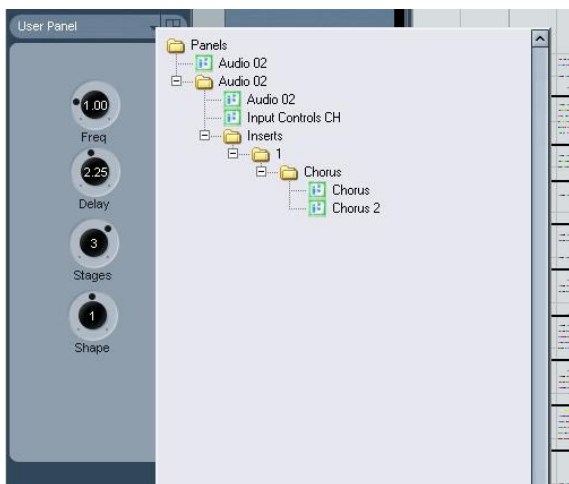 User Panel
1.00
Freq
2.25
Delay
3
Stages
1
Shape
Panels
Audio 02
Audio 02
Audio 02
Input Controls CH
Inserts
1
Chorus
Chorus
Chorus 2